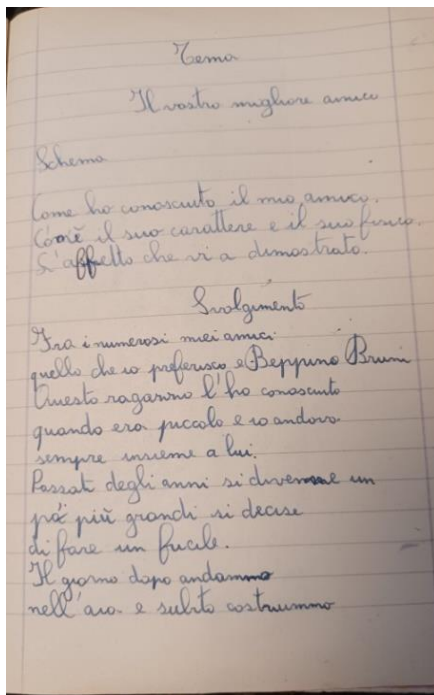 Tema
Il vostro migliore amico
Schema
Come ho conosciuto il mio amico.
Com'è il suo carattere e il suo fisico.
L'affetto che vi a dimostrato.
Svolgimento
Fra i numerosi miei amici
quello che io preferisco è Beppino Bruni
Questo ragazzino l'ho conosciuto
quando era piccolo e io andavo
sempre insieme a lui.
Passati degli anni si divenne un
pò più grandi si decise
di fare un fucile.
Il giorno dopo andammo
nell'aia e subito costruimmo